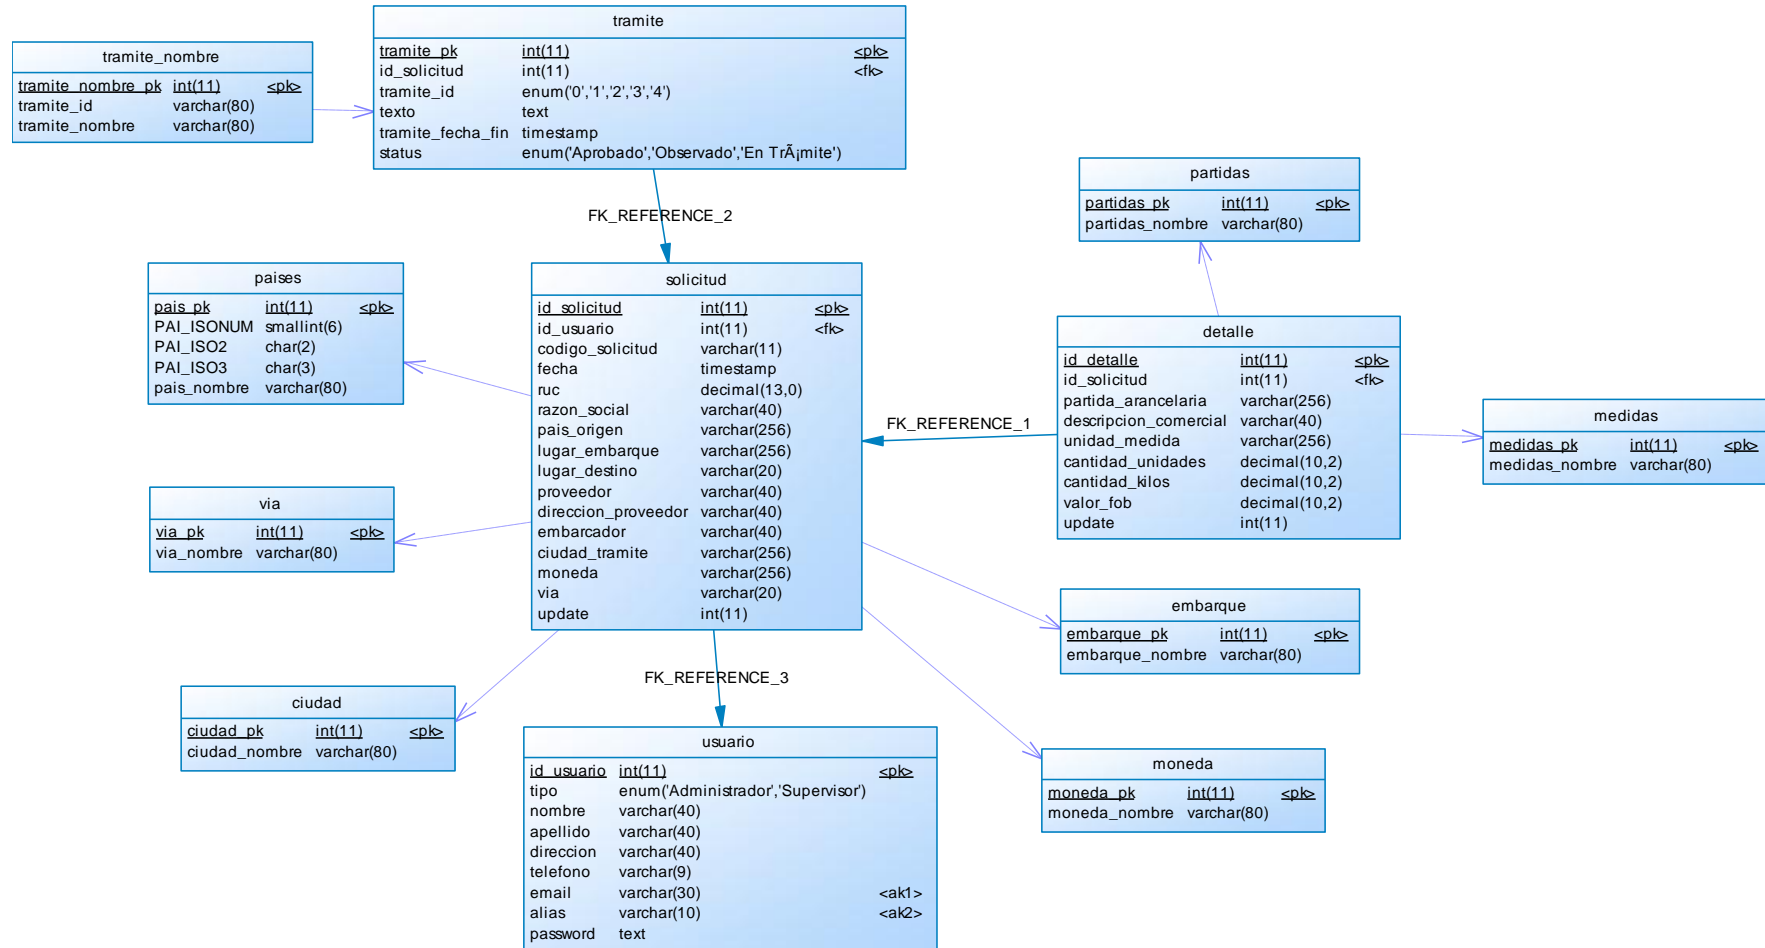 tramite
tramite_pk int(11) <pk>
id_solicitud int(11) <fk>
tramite_id enum('0','1','2','3','4')
texto text
tramite_fecha_fin timestamp
status enum('Aprobado','Observado','En TrÃ¡mite')
tramite_nombre
tramite_nombre_pk int(11) <pk>
tramite_id varchar(80)
tramite_nombre varchar(80)
FK_REFERENCE_2
partidas
partidas_pk int(11) <pk>
partidas_nombre varchar(80)
paises
pais_pk int(11) <pk>
PAI_ISONUM smallint(6)
PAI_ISO2 char(2)
PAI_ISO3 char(3)
pais_nombre varchar(80)
solicitud
id_solicitud int(11) <pk>
id_usuario int(11) <fk>
codigo_solicitud varchar(11)
fecha timestamp
ruc decimal(13,0)
razon_social varchar(40)
pais_origen varchar(256)
lugar_embarque varchar(256)
lugar_destino varchar(20)
proveedor varchar(40)
direccion_proveedor varchar(40)
embarcador varchar(40)
ciudad_tramite varchar(256)
moneda varchar(256)
via varchar(20)
update int(11)
FK_REFERENCE_1
detalle
id_detalle int(11) <pk>
id_solicitud int(11) <fk>
partida_arancelaria varchar(256)
descripcion_comercial varchar(40)
unidad_medida varchar(256)
cantidad_unidades decimal(10,2)
cantidad_kilos decimal(10,2)
valor_fob decimal(10,2)
update int(11)
medidas
medidas_pk int(11) <pk>
medidas_nombre varchar(80)
via
via_pk int(11) <pk>
via_nombre varchar(80)
embarque
embarque_pk int(11) <pk>
embarque_nombre varchar(80)
FK_REFERENCE_3
ciudad
ciudad_pk int(11) <pk>
ciudad_nombre varchar(80)
usuario
id_usuario int(11) <pk>
tipo enum('Administrador','Supervisor')
nombre varchar(40)
apellido varchar(40)
direccion varchar(40)
telefono varchar(9)
email varchar(30) <ak1>
alias varchar(10) <ak2>
password text
moneda
moneda_pk int(11) <pk>
moneda_nombre varchar(80)